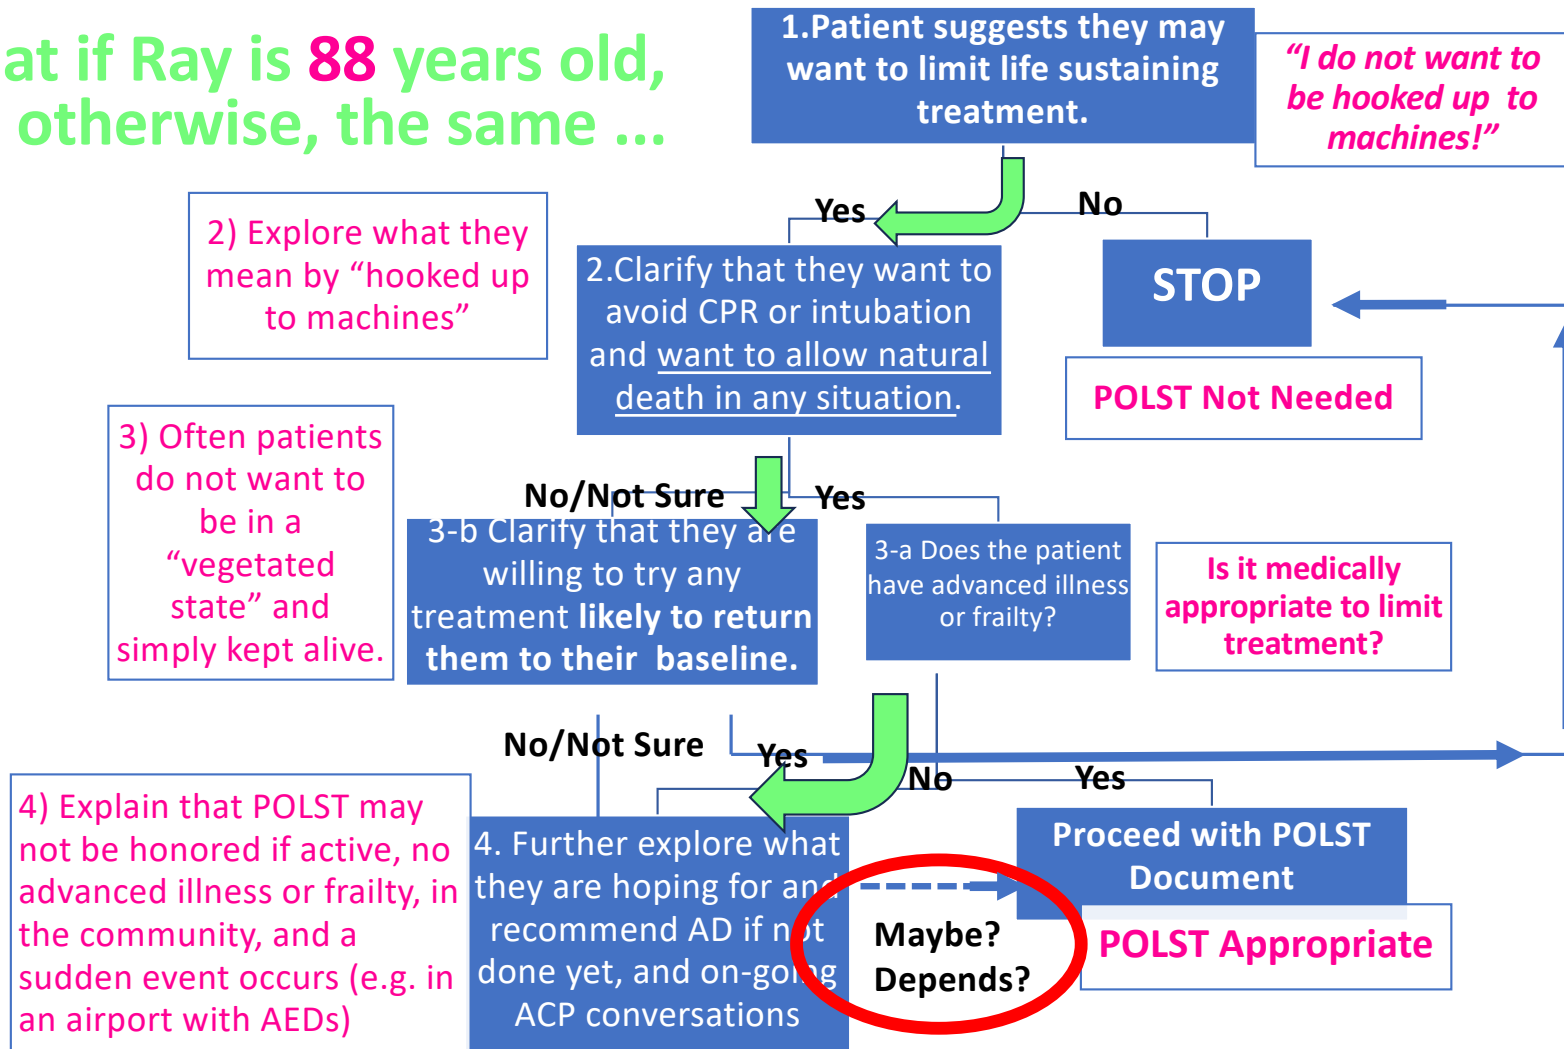 at if Ray is 88 years old,
otherwise, the same ...
1.Patient suggests they may
want to limit life sustaining
treatment.
“I do not want to
be hooked up to
machines!”
Yes
No
2) Explore what they
mean by “hooked up
to machines”
2.Clarify that they want to
avoid CPR or intubation
and want to allow natural
death in any situation.
STOP
POLST Not Needed
3) Often patients
do not want to
be in a
“vegetated
state” and
simply kept alive.
No/Not Sure
Yes
3-b Clarify that they are
willing to try any
treatment likely to return
them to their baseline.
3-a Does the patient
have advanced illness
or frailty?
Is it medically
appropriate to limit
treatment?
No/Not Sure
Yes
No
Yes
4) Explain that POLST may
not be honored if active, no
advanced illness or frailty, in
the community, and a
sudden event occurs (e.g. in
an airport with AEDs)
4. Further explore what
they are hoping for and
recommend AD if not
done yet, and on-going
ACP conversations
Maybe?
Depends?
Proceed with POLST
Document
POLST Appropriate